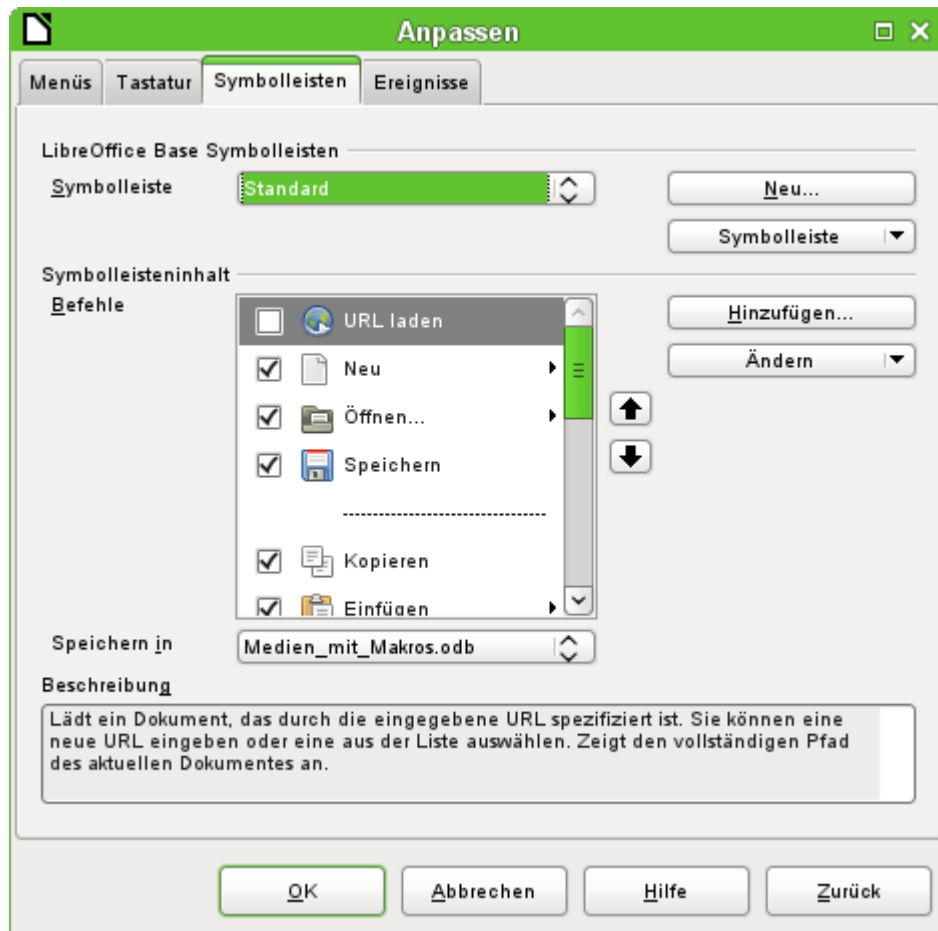 Anpassen
Menüs
Tastatur
Symbolleisten
Ereignisse
LibreOffice Base Symbolleisten
Symbolleiste
Standard
Neu...
Symbolleiste
Symbolleisteninhalt
Befehle
URL laden
Hinzufügen...
Neu
Ändern
Öffnen...
Speichern
Kopieren
Einfügen
Speichern in
Medien_mit_Makros.odb
Beschreibung
Lädt ein Dokument, das durch die eingegebene URL spezifiziert ist. Sie können eine
neue URL eingeben oder eine aus der Liste auswählen. Zeigt den vollständigen Pfad
des aktuellen Dokumentes an.
OK
Abbrechen
Hilfe
Zurück